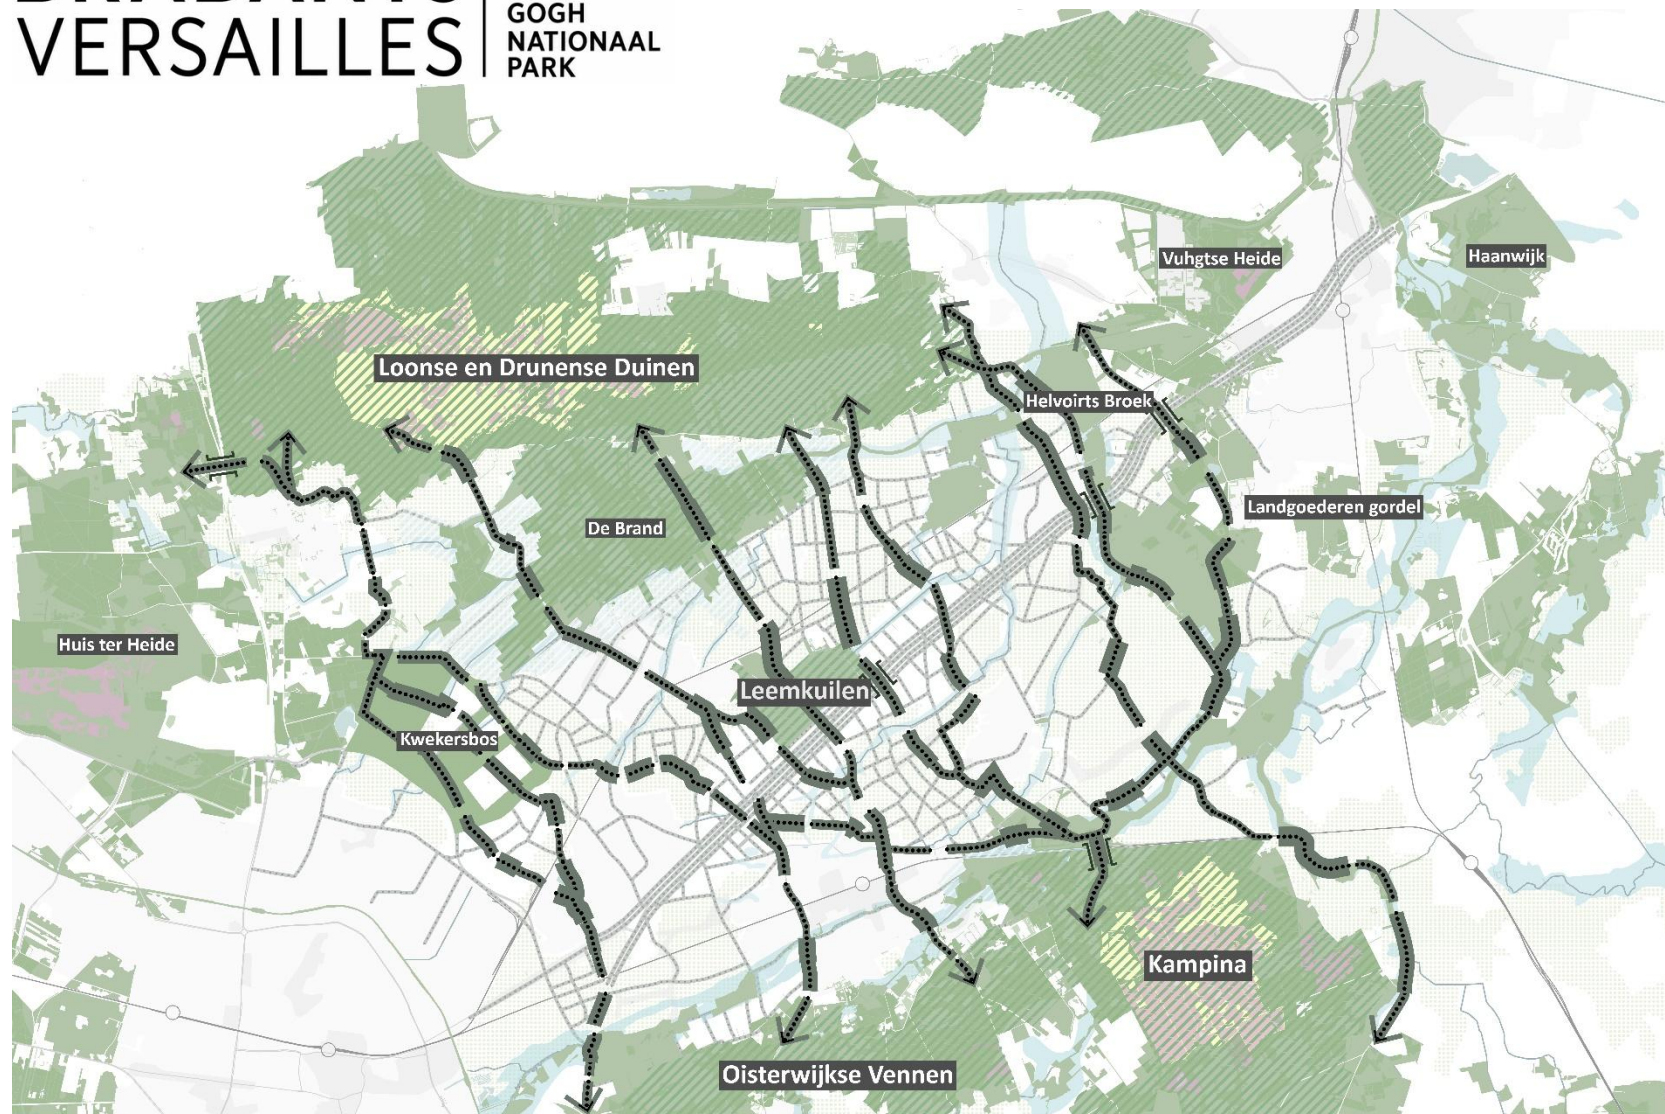 VERSAILLES
GOGH
NATIONAAL
PARK
Vuhgtse Heide
Haanwijk
Loonse en Drunense Duinen
Helvoirts Broek
Landgoederen gordel
De Brand
Huis ter Heide
Leemkuilen
Kwekersbos
Kampina
Oisterwijkse Vennen